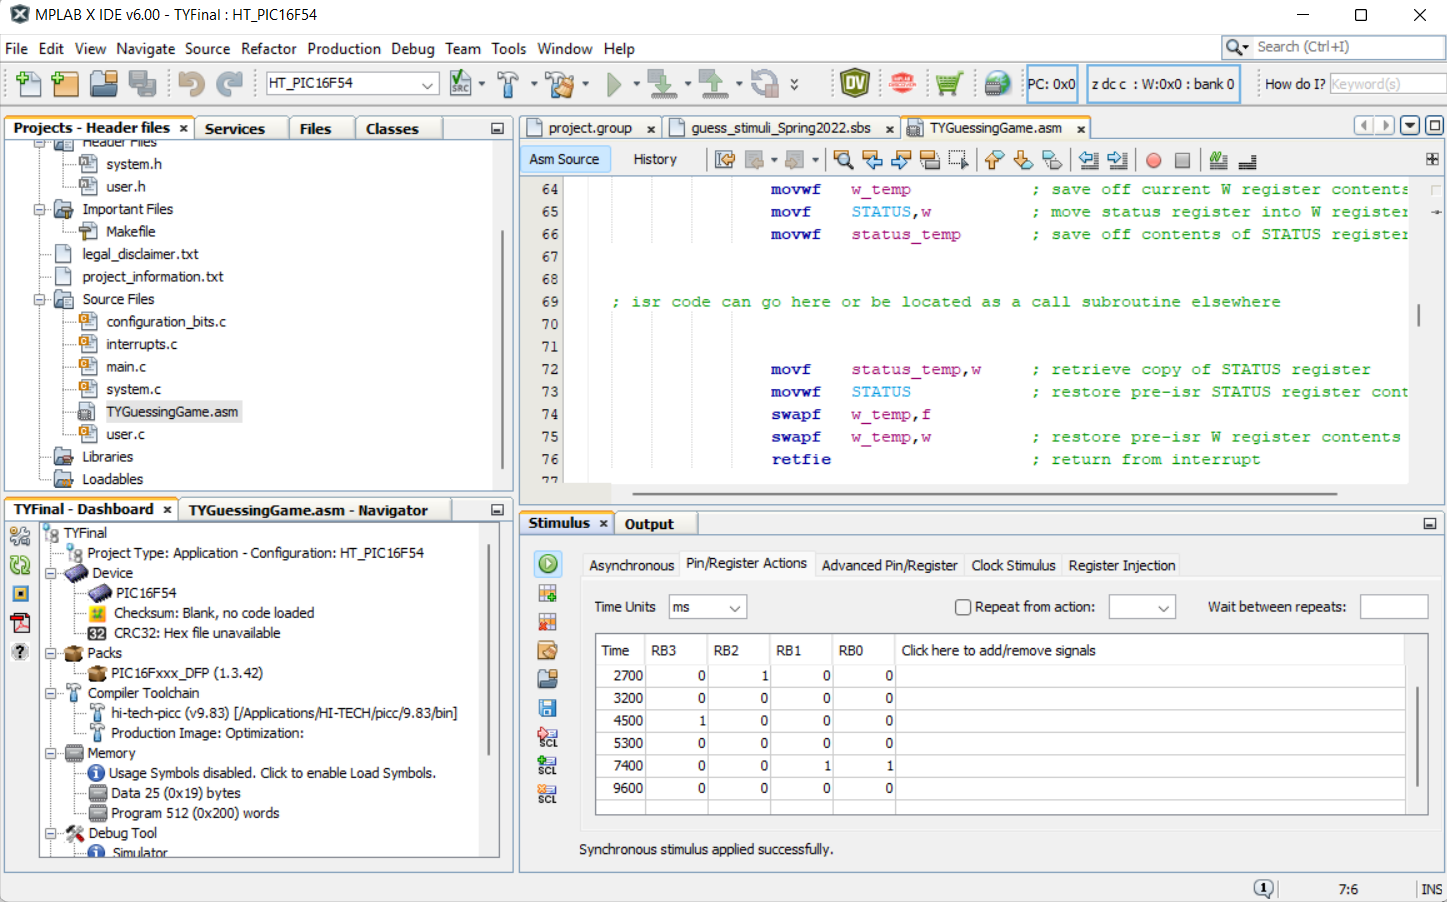 MPLAB X IDE v6.00 - TYFinal : HT_PIC16F54
File Edit View Navigate Source Refactor Production Debug Team Tools Window Help
Search (Ctrl+I)
HT_PIC16F54
SRC
DV
PC: 0x0
z dc c : W:0x0 : bank 0
How do I?
Keyword(s)
Projects - Header files
Services
Files
Classes
Header Files
system.h
user.h
Important Files
Makefile
legal_disclaimer.txt
project_information.txt
Source Files
configuration_bits.c
interrupts.c
main.c
system.c
TYGuessingGame.asm
user.c
Libraries
Loadables
project.group
guess_stimuli_Spring2022.sbs
TYGuessingGame.asm
Asm Source
History
64 movwf w_temp ; save off current W register contents
65 movf STATUS,w ; move status register into W register
66 movwf status_temp ; save off contents of STATUS register
67
68
69 ; isr code can go here or be located as a call subroutine elsewhere
70
71
72 movf status_temp,w ; retrieve copy of STATUS register
73 movwf STATUS ; restore pre-isr STATUS register cont
74 swapf w_temp,f
75 swapf w_temp,w ; restore pre-isr W register contents
76 retfie ; return from interrupt
77
TYFinal - Dashboard
TYGuessingGame.asm - Navigator
TYFinal
Project Type: Application - Configuration: HT_PIC16F54
Device
PIC16F54
Checksum: Blank, no code loaded
32 CRC32: Hex file unavailable
Packs
PIC16Fxxx_DFP (1.3.42)
Compiler Toolchain
hi-tech-picc (v9.83) [/Applications/HI-TECH/picc/9.83/bin]
Production Image: Optimization:
Memory
Usage Symbols disabled. Click to enable Load Symbols.
Data 25 (0x19) bytes
Program 512 (0x200) words
Debug Tool
Simulator
Stimulus
Output
SCL
SCL
SCL
Asynchronous
Pin/Register Actions
Advanced Pin/Register
Clock Stimulus
Register Injection
Time Units
ms
Repeat from action:
Wait between repeats:
Time RB3 RB2 RB1 RB0 Click here to add/remove signals
2700 0 1 0 0
3200 0 0 0 0
4500 1 0 0 0
5300 0 0 0 0
7400 0 0 1 1
9600 0 0 0 0
Synchronous stimulus applied successfully.
1
7:6
INS